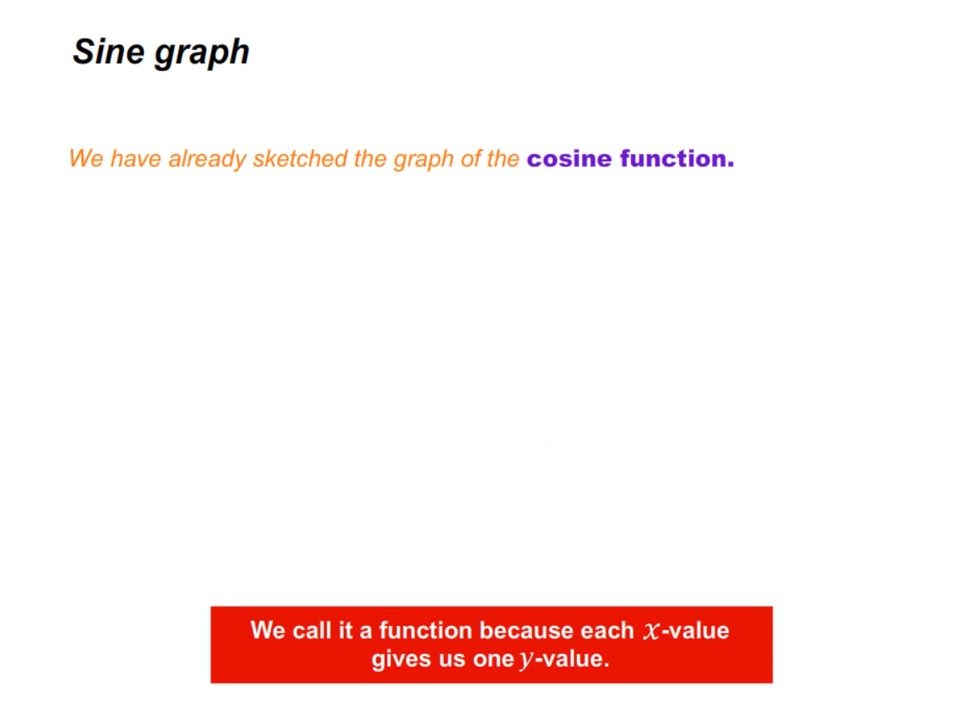 Sine graph
We have already sketched the graph of the cosine function.
We call it a function because each x-value
gives us one y-value.